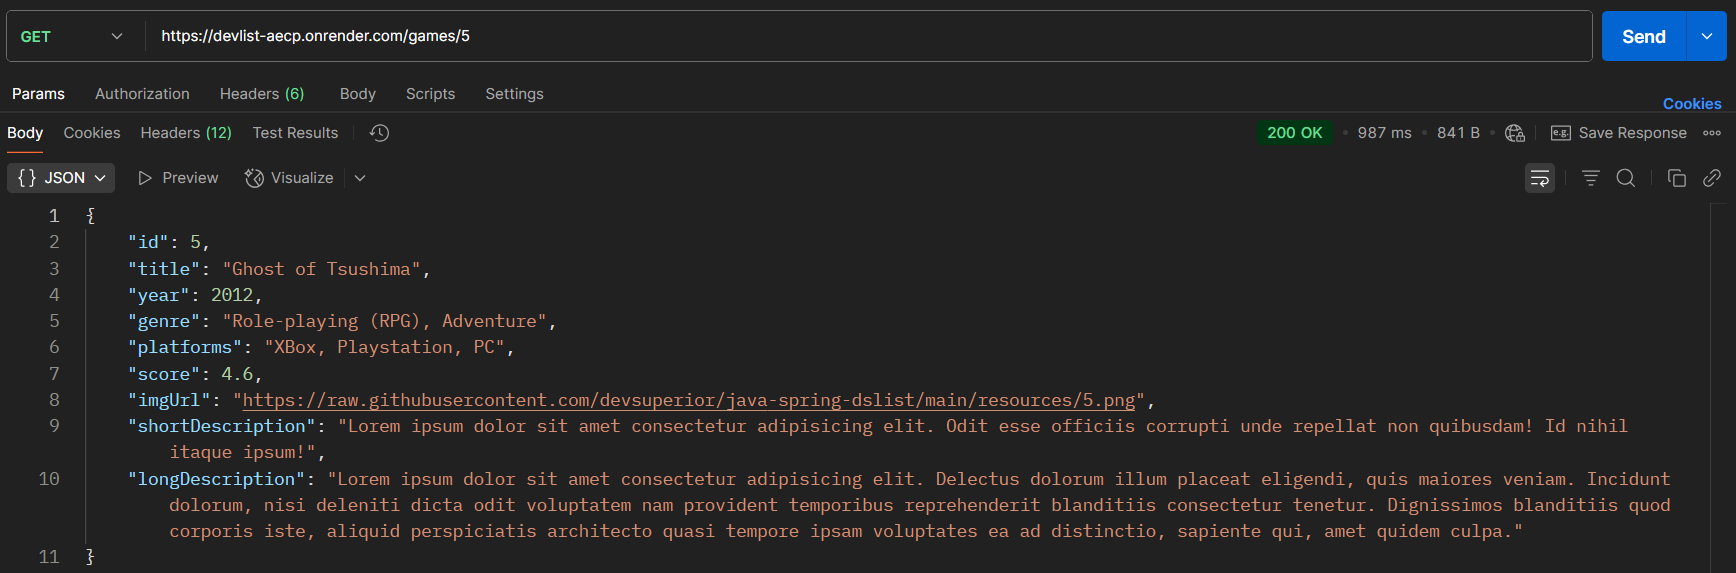 GET https://devlist-aecp.onrender.com/games/5 Send
Params Authorization Headers (6) Body Scripts Settings
Cookies
Body Cookies Headers (12) Test Results 200 OK • 987 ms • 841 B • e.g. Save Response
{} JSON Preview Visualize
1 {
2 "id": 5,
3 "title": "Ghost of Tsushima",
4 "year": 2012,
5 "genre": "Role-playing (RPG), Adventure",
6 "platforms": "XBox, Playstation, PC",
7 "score": 4.6,
8 "imgUrl": "https://raw.githubusercontent.com/devsuperior/java-spring-dslist/main/resources/5.png",
9 "shortDescription": "Lorem ipsum dolor sit amet consectetur adipisicing elit. Odit esse officiis corrupti unde repellat non quibusdam! Id nihil
itaque ipsum!",
10 "longDescription": "Lorem ipsum dolor sit amet consectetur adipisicing elit. Delectus dolorum illum placeat eligendi, quis maiores veniam. Incidunt
dolorum, nisi deleniti dicta odit voluptatem nam provident temporibus reprehenderit blanditiis consectetur tenetur. Dignissimos blanditiis quod
corporis iste, aliquid perspiciatis architecto quasi tempore ipsam voluptates ea ad distinctio, sapiente qui, amet quidem culpa."
11 }